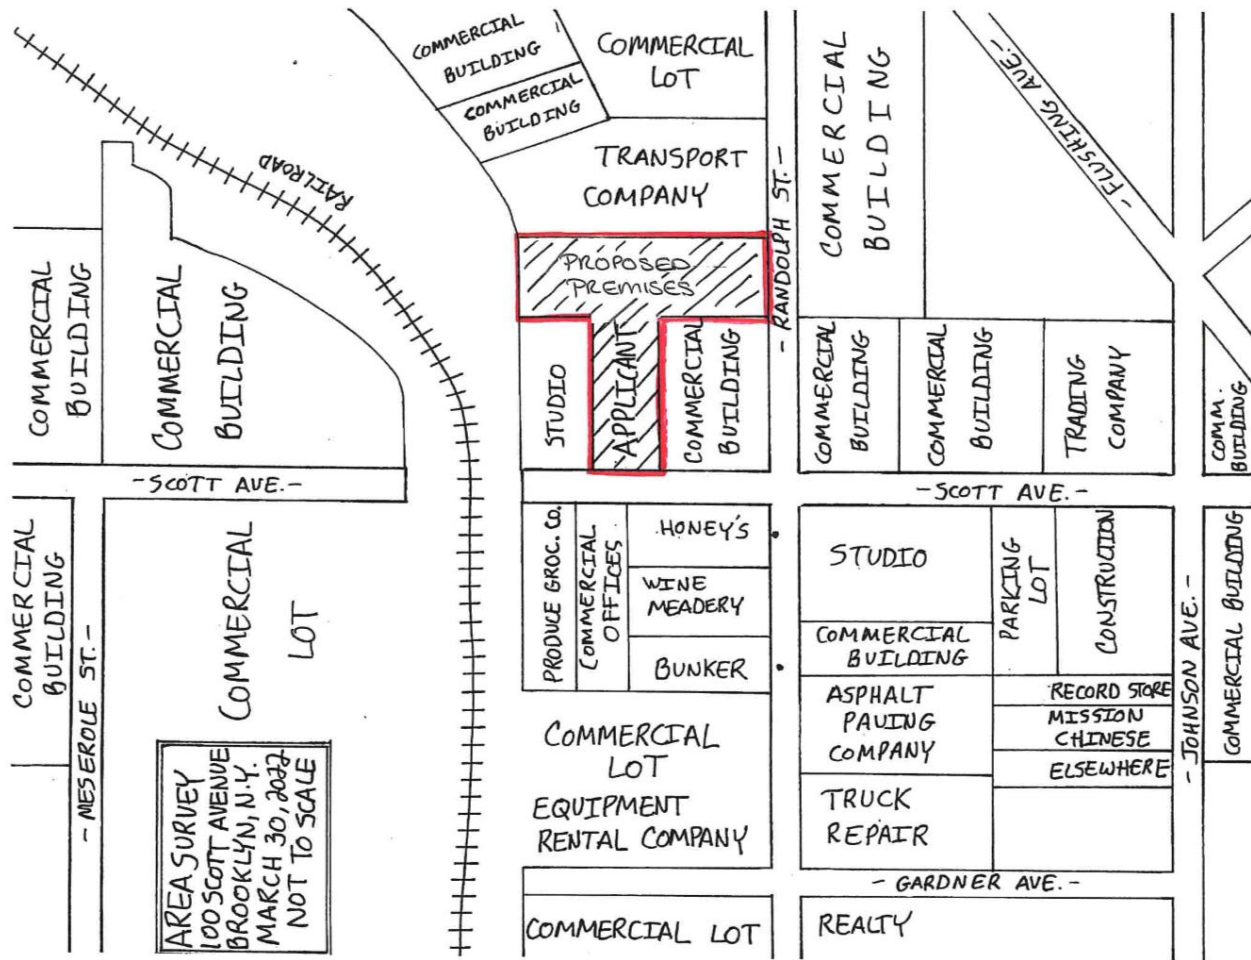 COMMERCIAL
BUILDING
COMMERCIAL
BUILDING
COMMERCIAL
LOT
TRANSPORT
COMPANY
-RANDOLPH ST.-
COMMERCIAL
BUILDING
-FLUSHING AVE.-
RAILROAD
PROPOSED
PREMISES
COMMERCIAL
BUILDING
COMMERCIAL
BUILDING
STUDIO
APPLICANT
COMMERCIAL
BUILDING
COMMERCIAL
BUILDING
COMMERCIAL
BUILDING
TRADING
COMPANY
COMM.
BUILDING
-SCOTT AVE.-
-SCOTT AVE.-
COMMERCIAL
BUILDING
-MESEROLE ST.-
COMMERCIAL
LOT
PRODUCE GROC. CO.
COMMERCIAL
OFFICES
HONEY'S
WINE
MEADERY
BUNKER
STUDIO
COMMERCIAL
BUILDING
PARKING
LOT
CONSTRUCTION
-JOHNSON AVE.-
COMMERCIAL BUILDING
ASPHALT
PAVING
COMPANY
RECORD STORE
MISSION
CHINESE
ELSEWHERE
TRUCK
REPAIR
COMMERCIAL
LOT
EQUIPMENT
RENTAL COMPANY
AREA SURVEY
100 SCOTT AVENUE
BROOKLYN, N.Y.
MARCH 30, 2022
NOT TO SCALE
-GARDNER AVE.-
COMMERCIAL LOT
REALTY